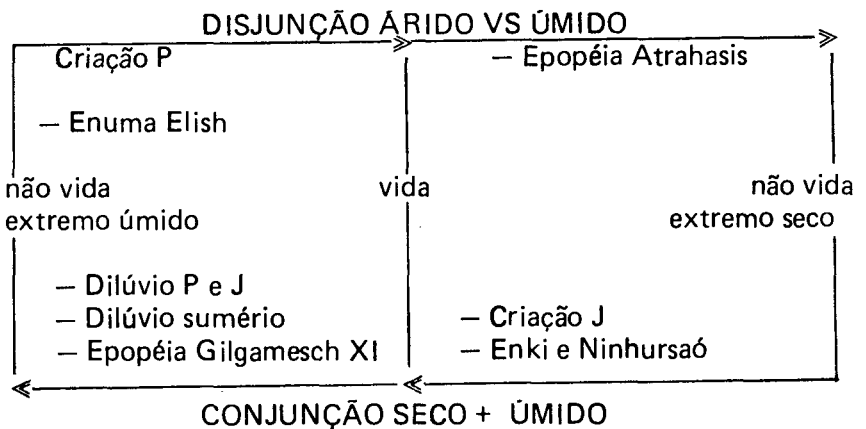 DISJUNÇÃO ÁRIDO VS ÚMIDO
Criação P
– Epopéia Atrahasis
– Enuma Elish
não vida
extremo úmido
vida
não vida
extremo seco
– Dilúvio P e J
– Dilúvio sumério
– Epopéia Gilgamesch XI
– Criação J
– Enki e Ninhursaó
CONJUNÇÃO SECO + ÚMIDO